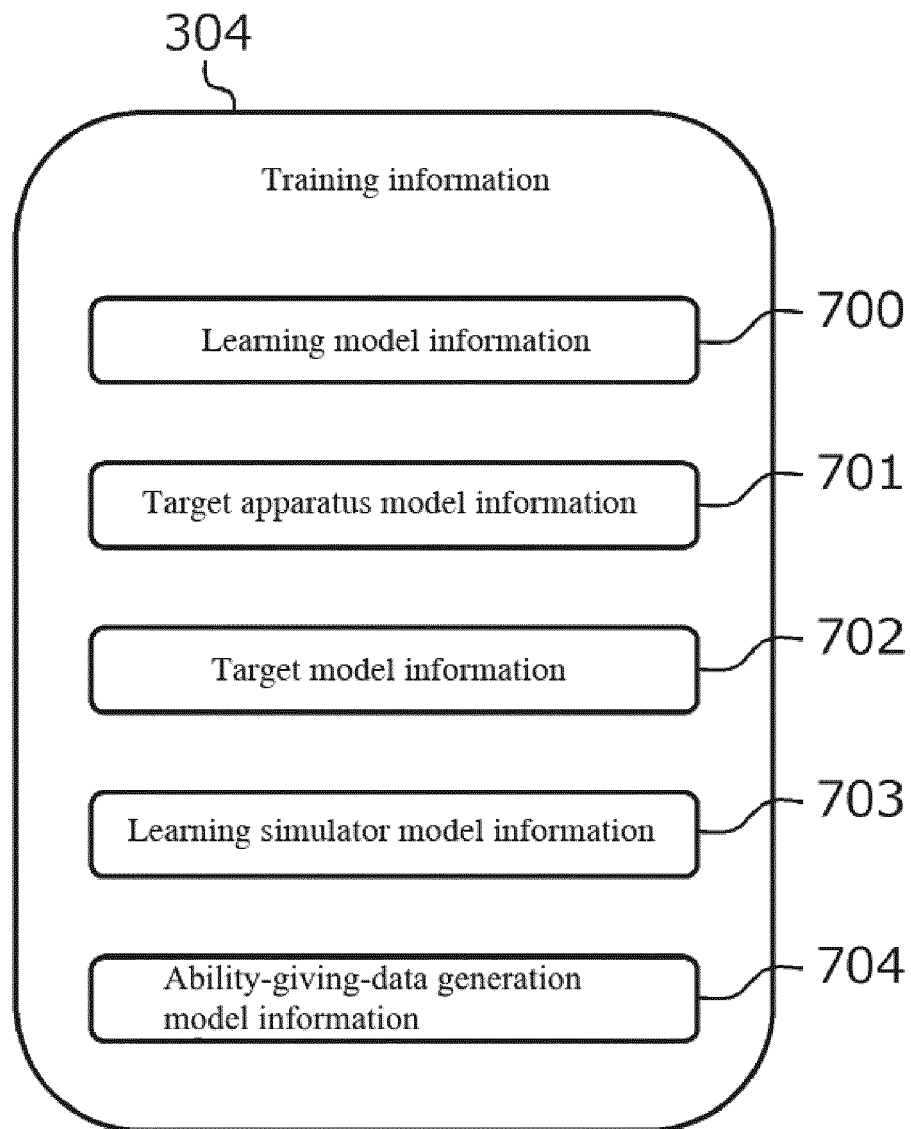 304
Training information
Learning model information
700
Target apparatus model information
701
Target model information
702
Learning simulator model information
703
Ability-giving-data generation
model information
704